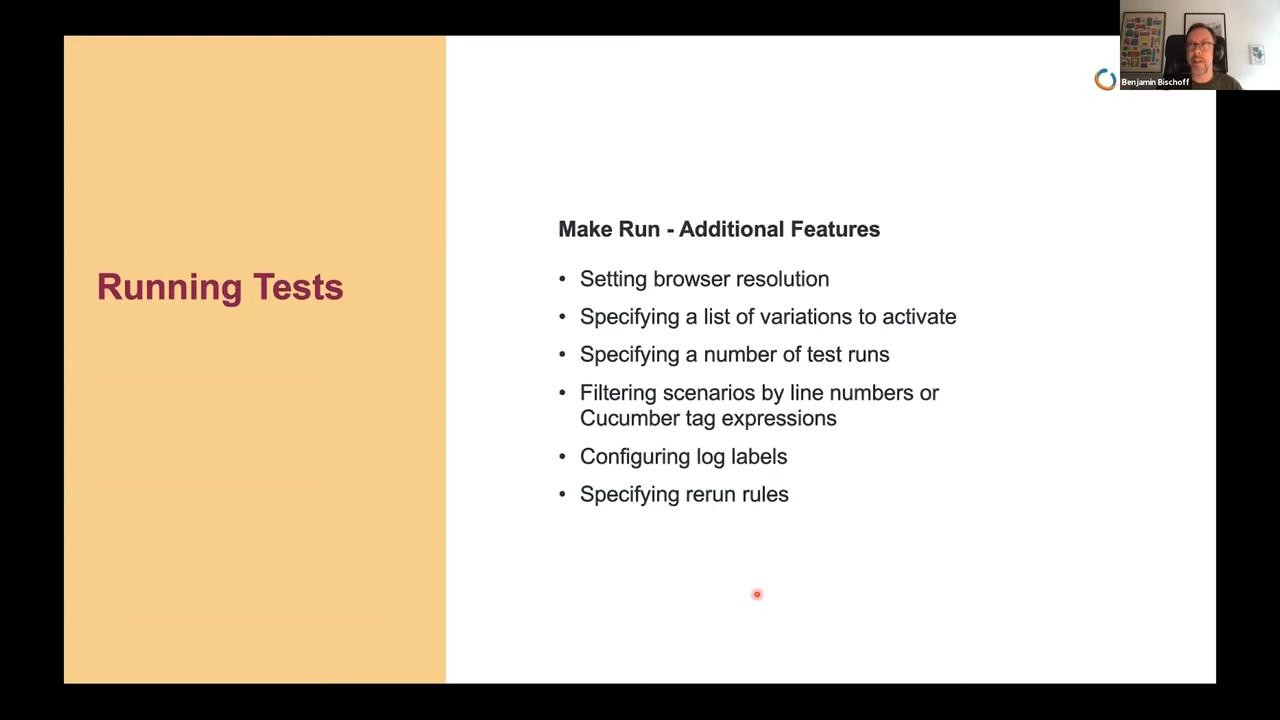 Benjamin Bischoff
Running Tests
Make Run - Additional Features
• Setting browser resolution
• Specifying a list of variations to activate
• Specifying a number of test runs
• Filtering scenarios by line numbers or
Cucumber tag expressions
• Configuring log labels
• Specifying rerun rules